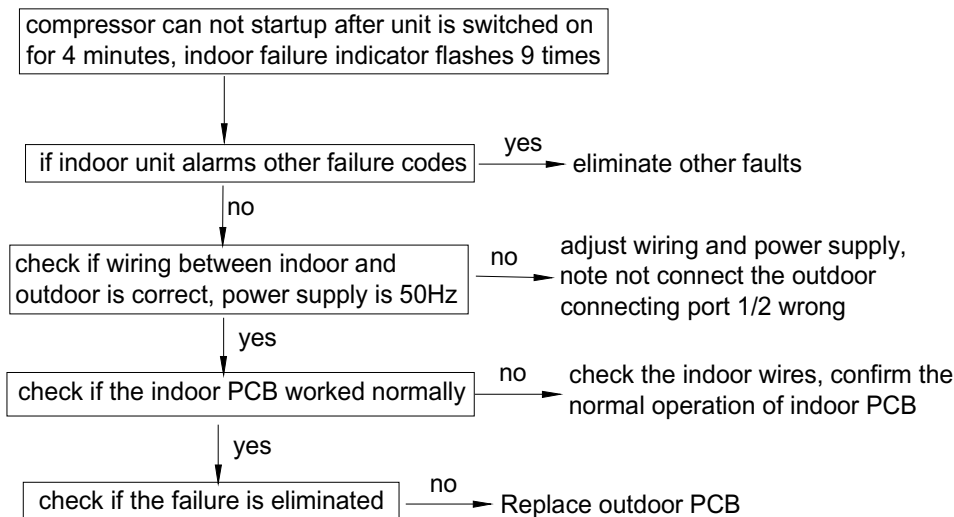 compressor can not startup after unit is switched on
for 4 minutes, indoor failure indicator flashes 9 times
if indoor unit alarms other failure codes
yes
eliminate other faults
no
check if wiring between indoor and
outdoor is correct, power supply is 50Hz
no
adjust wiring and power supply,
note not connect the outdoor
connecting port 1/2 wrong
yes
check if the indoor PCB worked normally
no
check the indoor wires, confirm the
normal operation of indoor PCB
yes
check if the failure is eliminated
no
Replace outdoor PCB